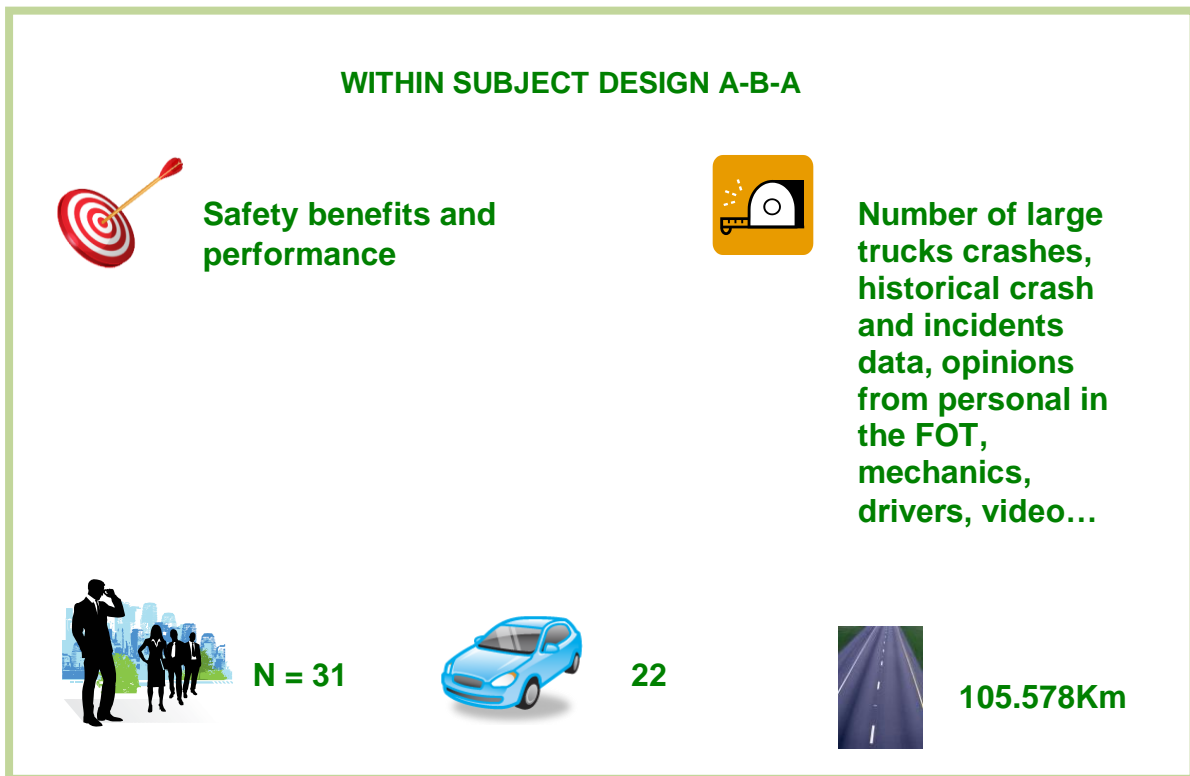 WITHIN SUBJECT DESIGN A-B-A
Safety benefits and
performance
Number of large
trucks crashes,
historical crash
and incidents
data, opinions
from personal in
the FOT,
mechanics,
drivers, video…
N = 31
22
105.578Km